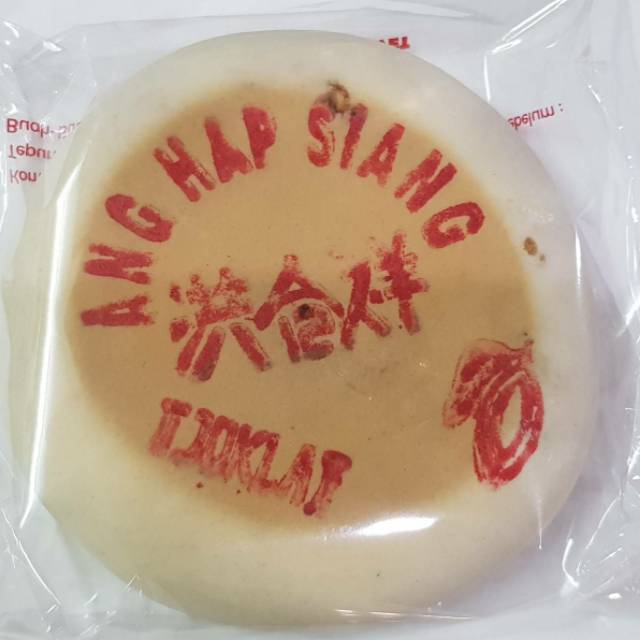 ANG HAP SIANG
洪合祥
TJOKLAT